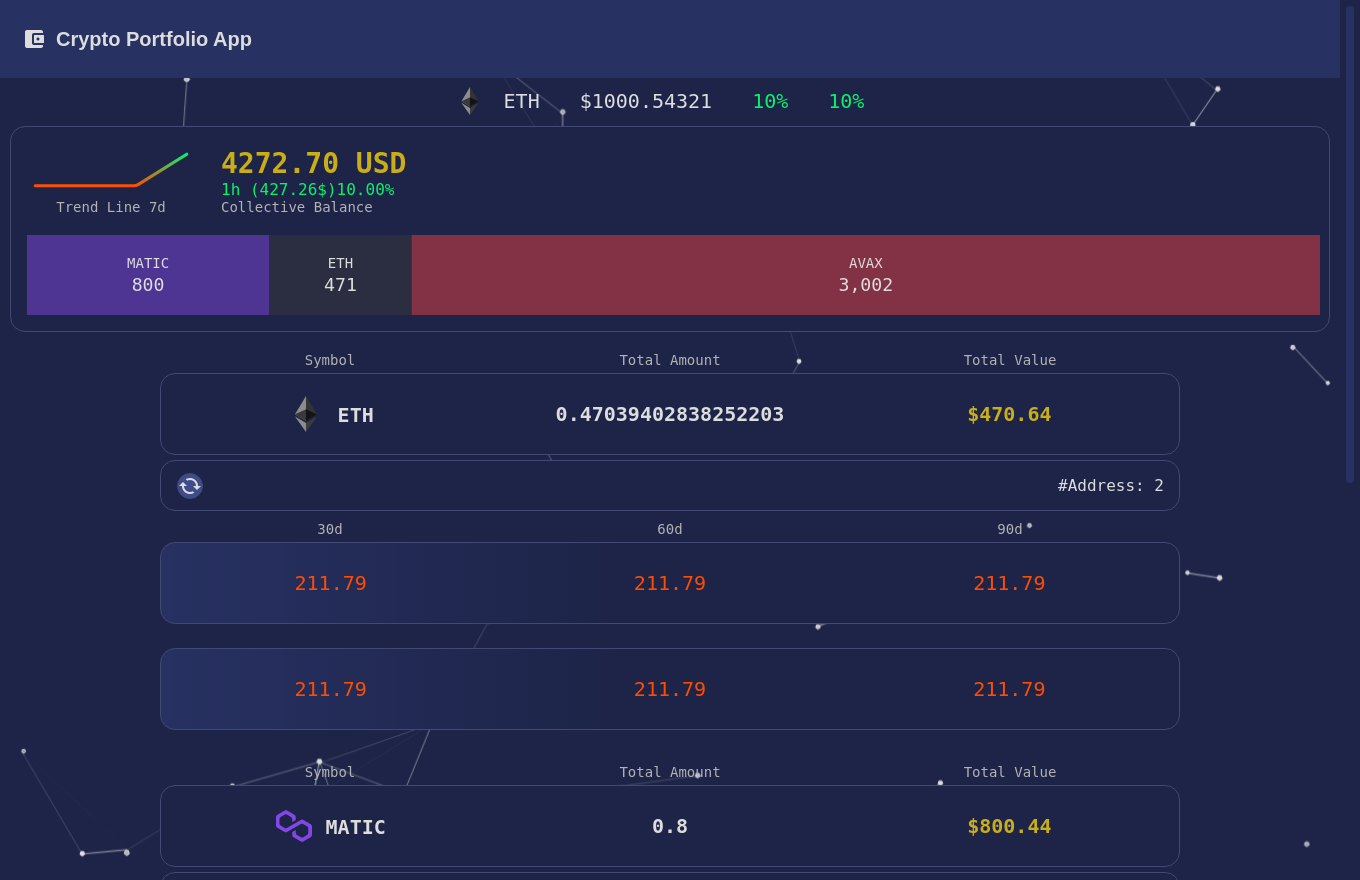 Crypto Portfolio App
ETH $1000.54321 10% 10%
4272.70 USD
1h (427.26$)10.00%
Trend Line 7d Collective Balance
MATIC ETH AVAX
800 471 3,002
Symbol Total Amount Total Value
ETH 0.47039402838252203 $470.64
#Address: 2
30d 60d 90d
211.79 211.79 211.79
211.79 211.79 211.79
Symbol Total Amount Total Value
MATIC 0.8 $800.44